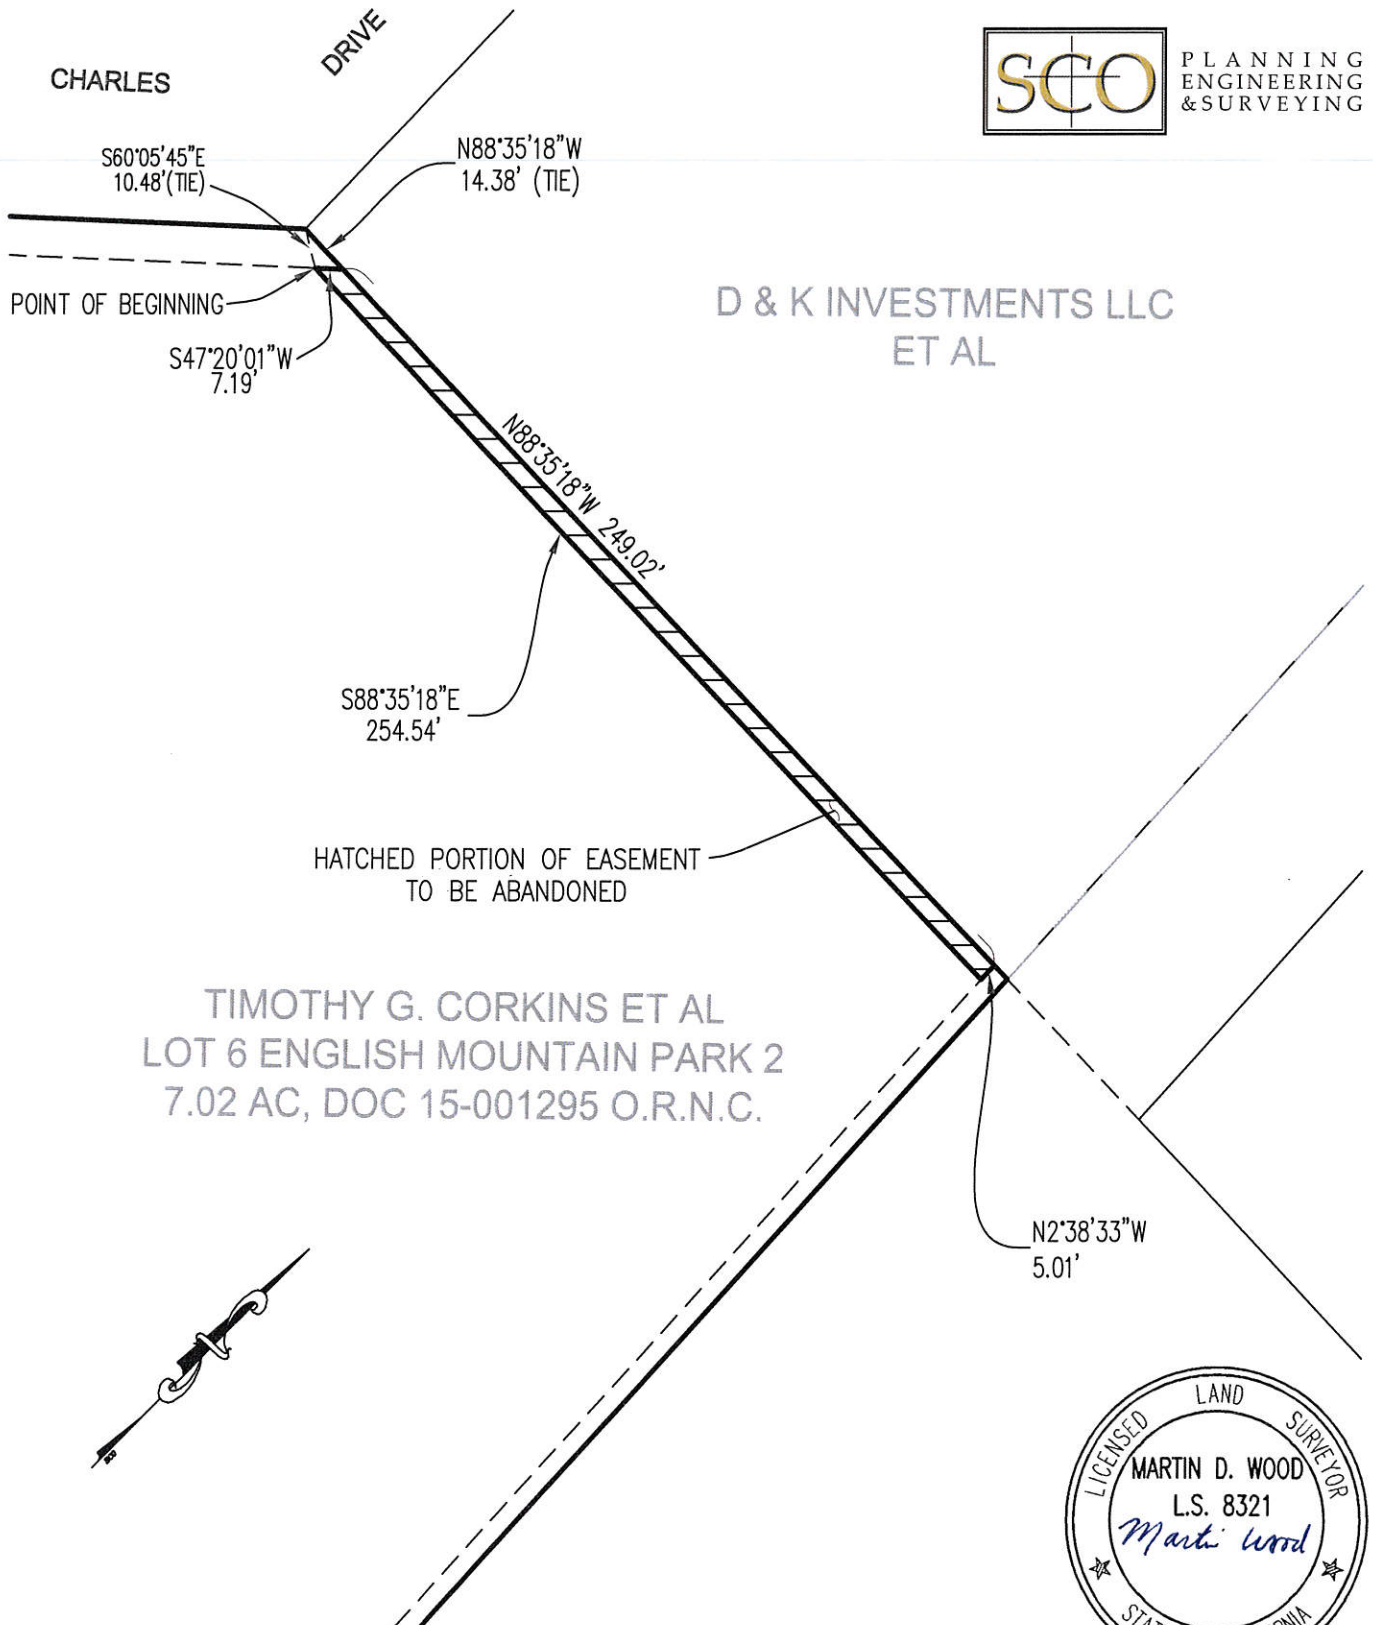 CHARLES
DRIVE
SCO
PLANNING
ENGINEERING
&SURVEYING
S60°05'45"E
10.48'(TIE)
N88°35'18"W
14.38' (TIE)
POINT OF BEGINNING
S47°20'01"W
7.19'
D & K INVESTMENTS LLC
ET AL
N88°35'18"W 249.02'
S88°35'18"E
254.54'
HATCHED PORTION OF EASEMENT
TO BE ABANDONED
TIMOTHY G. CORKINS ET AL
LOT 6 ENGLISH MOUNTAIN PARK 2
7.02 AC, DOC 15-001295 O.R.N.C.
N2°38'33"W
5.01'
LICENSED LAND SURVEYOR
MARTIN D. WOOD
L.S. 8321
Martin Wood